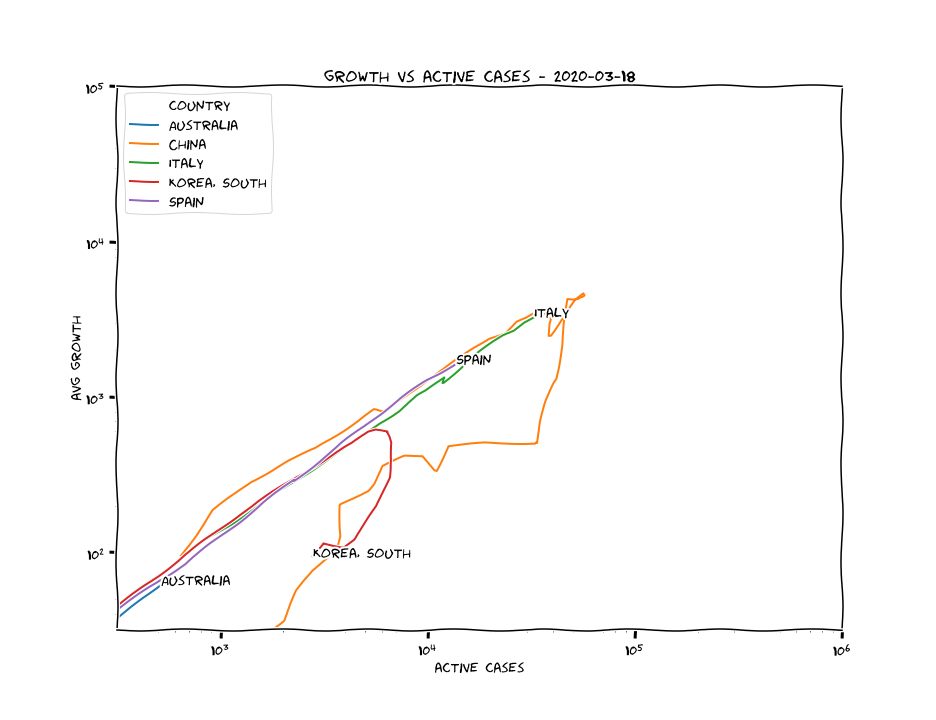 GROWTH VS ACTIVE CASES - 2020-03-18
10⁵
COUNTRY
AUSTRALIA
CHINA
ITALY
KOREA, SOUTH
SPAIN
10⁴
ITALY
SPAIN
AVG GROWTH
10³
10²
KOREA, SOUTH
AUSTRALIA
10³ 10⁴ 10⁵ 10⁶
ACTIVE CASES